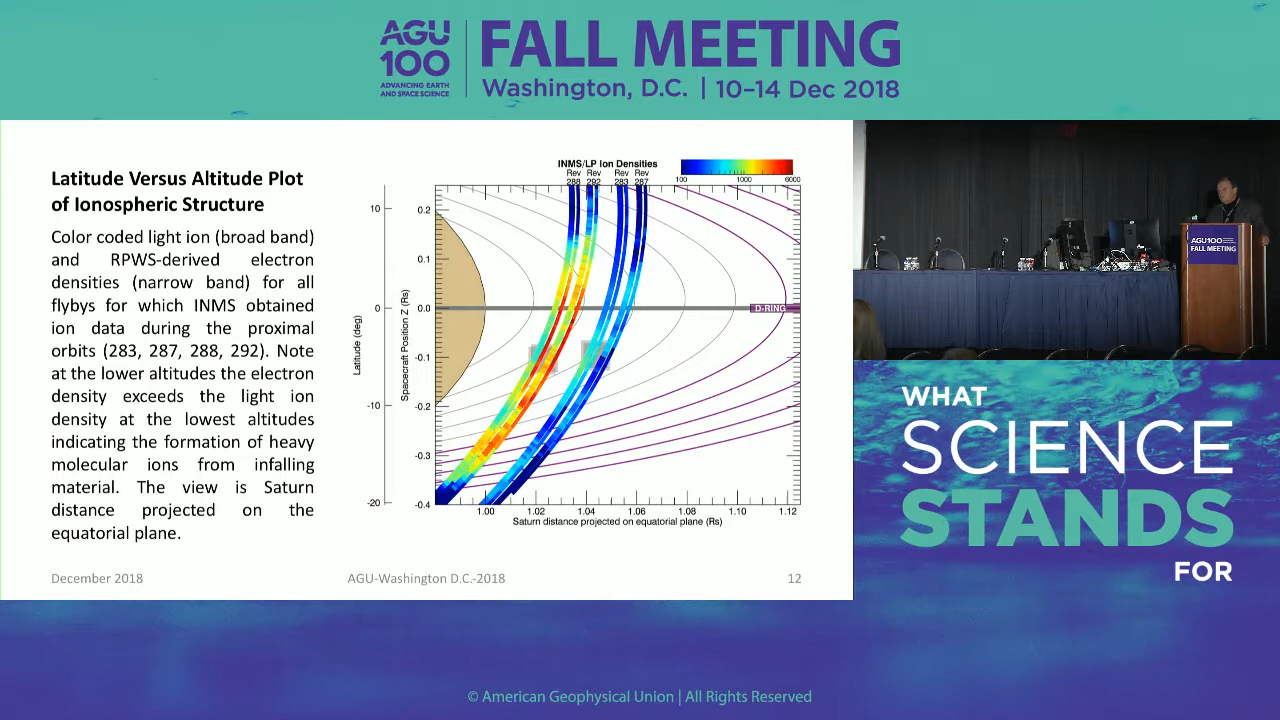 AGU
100
ADVANCING EARTH
AND SPACE SCIENCE
FALL MEETING
Washington, D.C. | 10–14 Dec 2018
Latitude Versus Altitude Plot
of Ionospheric Structure
Color coded light ion (broad band)
and RPWS-derived electron
densities (narrow band) for all
flybys for which INMS obtained
ion data during the proximal
orbits (283, 287, 288, 292). Note
at the lower altitudes the electron
density exceeds the light ion
density at the lowest altitudes
indicating the formation of heavy
molecular ions from infalling
material. The view is Saturn
distance projected on the
equatorial plane.
INMS/LP Ion Densities
Rev Rev Rev Rev
288 292 283 287
100 1000 6000
10
0
-10
-20
Latitude (deg)
0.2
0.1
0.0
-0.1
-0.2
-0.3
-0.4
Spacecraft Position Z (Rs)
D-RING
1.00 1.02 1.04 1.06 1.08 1.10 1.12
Saturn distance projected on equatorial plane (Rs)
December 2018
AGU-Washington D.C.-2018
12
AGU100
FALL MEETING
WHAT
SCIENCE
STANDS
FOR
© American Geophysical Union | All Rights Reserved